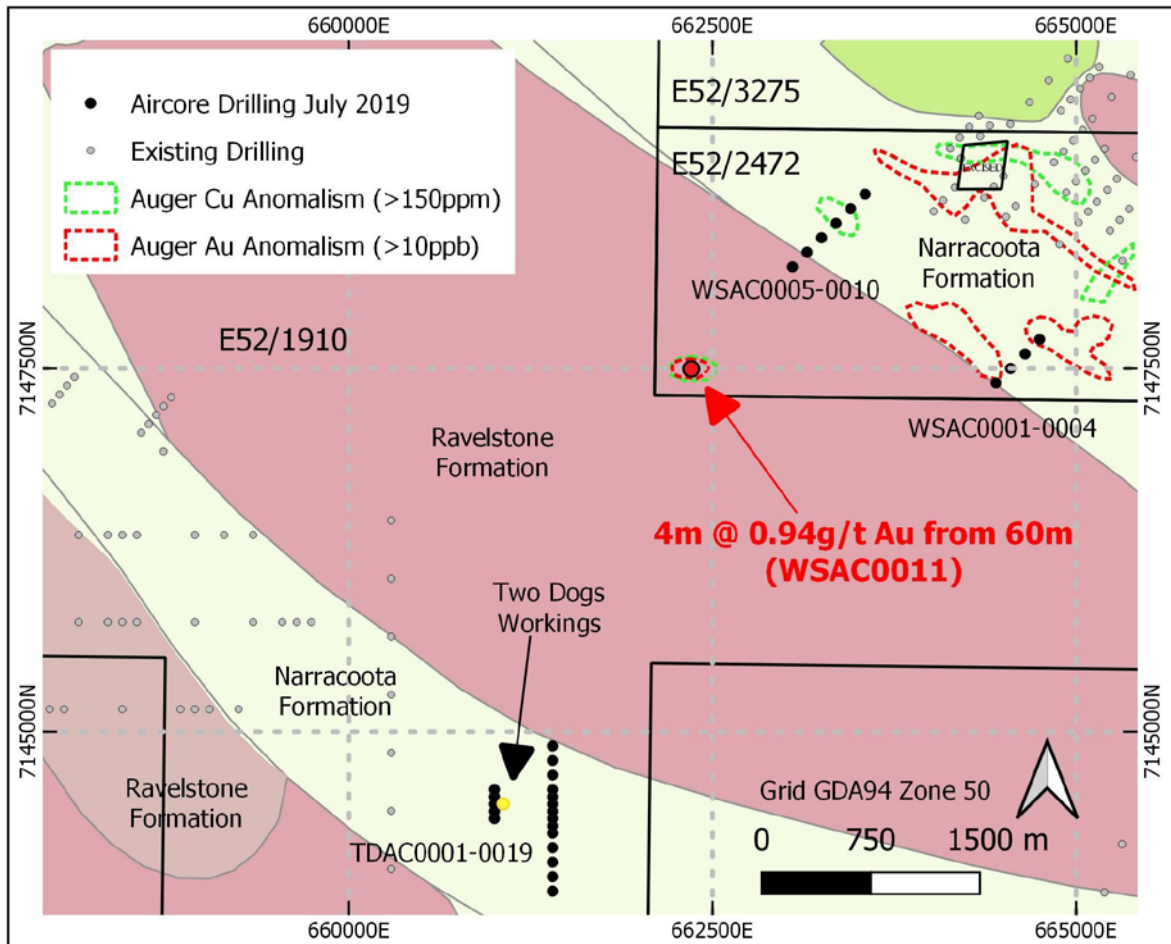 660000E
662500E
665000E
Aircore Drilling July 2019
Existing Drilling
Auger Cu Anomalism (>150ppm)
Auger Au Anomalism (>10ppb)
E52/3275
E52/2472
EXCISED
Narracoota
Formation
WSAC0005-0010
E52/1910
7147500N
7147500N
WSAC0001-0004
Ravelstone
Formation
4m @ 0.94g/t Au from 60m
(WSAC0011)
Two Dogs
Workings
Narracoota
Formation
7145000N
7145000N
Ravelstone
Formation
TDAC0001-0019
Grid GDA94 Zone 50
0 750 1500 m
660000E
662500E
665000E